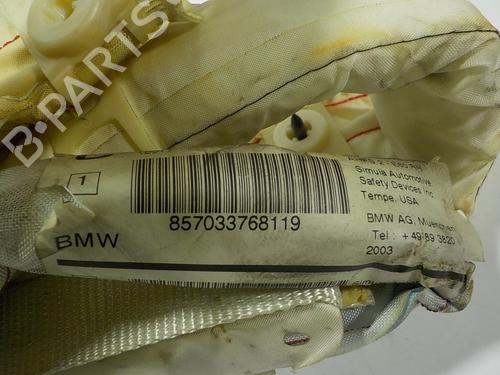 B-PARTS
1
857033768119
BMW
Simula Automotive
Safety Devices Inc.
Tempe, USA
BMW AG, Muenchen
Tel : + 49 89 3820
2003